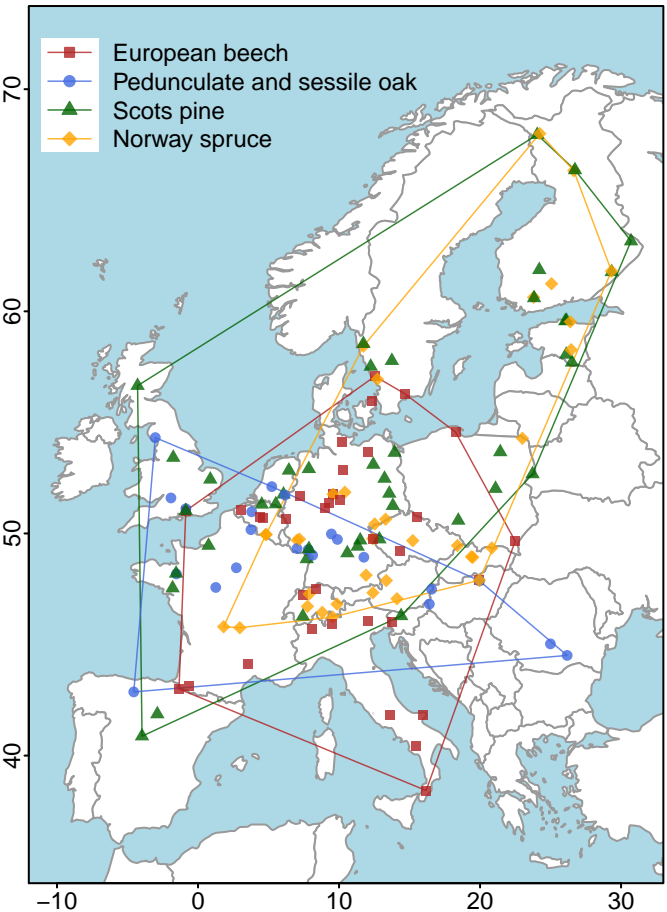 European beech
Pedunculate and sessile oak
Scots pine
Norway spruce
70
60
50
40
−10 0 10 20 30